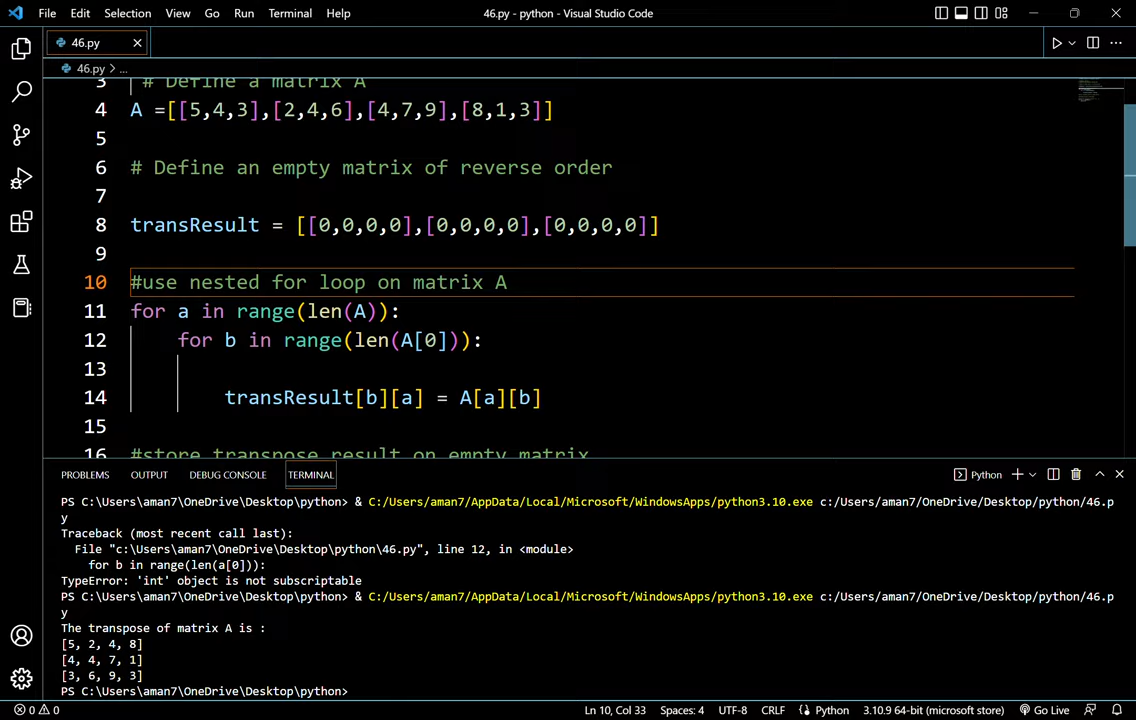 File Edit Selection View Go Run Terminal Help 46.py - python - Visual Studio Code
46.py
46.py > ...
3 # Define a matrix A
4 A =[[5,4,3],[2,4,6],[4,7,9],[8,1,3]]
5
6 # Define an empty matrix of reverse order
7
8 transResult = [[0,0,0,0],[0,0,0,0],[0,0,0,0]]
9
10 #use nested for loop on matrix A
11 for a in range(len(A)):
12 for b in range(len(A[0])):
13
14 transResult[b][a] = A[a][b]
15
16 #store transpose result on empty matrix
PROBLEMS OUTPUT DEBUG CONSOLE TERMINAL Python
PS C:\Users\aman7\OneDrive\Desktop\python> & C:/Users/aman7/AppData/Local/Microsoft/WindowsApps/python3.10.exe c:/Users/aman7/OneDrive/Desktop/python/46.p
y
Traceback (most recent call last):
File "c:\Users\aman7\OneDrive\Desktop\python\46.py", line 12, in <module>
for b in range(len(a[0])):
TypeError: 'int' object is not subscriptable
PS C:\Users\aman7\OneDrive\Desktop\python> & C:/Users/aman7/AppData/Local/Microsoft/WindowsApps/python3.10.exe c:/Users/aman7/OneDrive/Desktop/python/46.p
y
The transpose of matrix A is :
[5, 2, 4, 8]
[4, 4, 7, 1]
[3, 6, 9, 3]
PS C:\Users\aman7\OneDrive\Desktop\python>
0 0 Ln 10, Col 33 Spaces: 4 UTF-8 CRLF Python 3.10.9 64-bit (microsoft store) Go Live